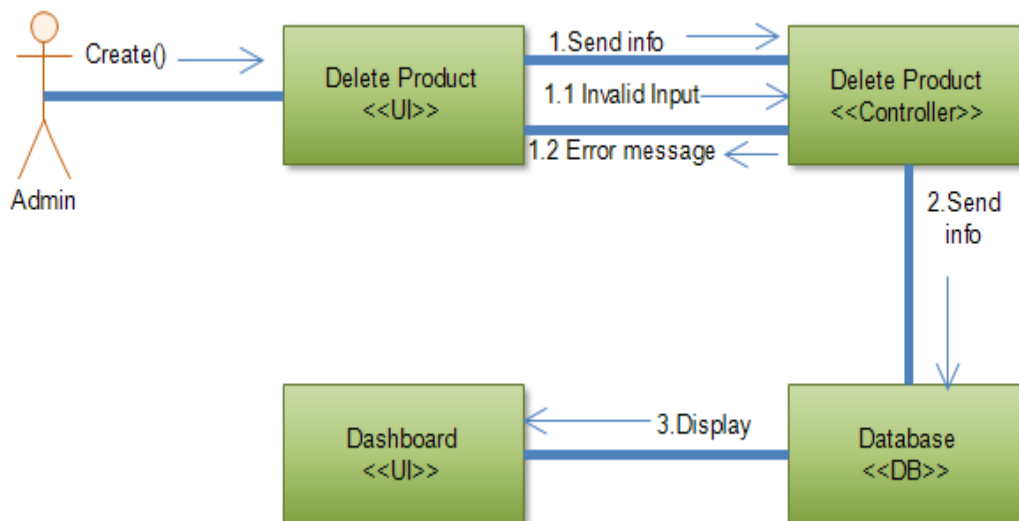 Create()
Admin
Delete Product
<<UI>>
1.Send info
1.1 Invalid Input
1.2 Error message
Delete Product
<<Controller>>
2.Send
info
Dashboard
<<UI>>
3.Display
Database
<<DB>>